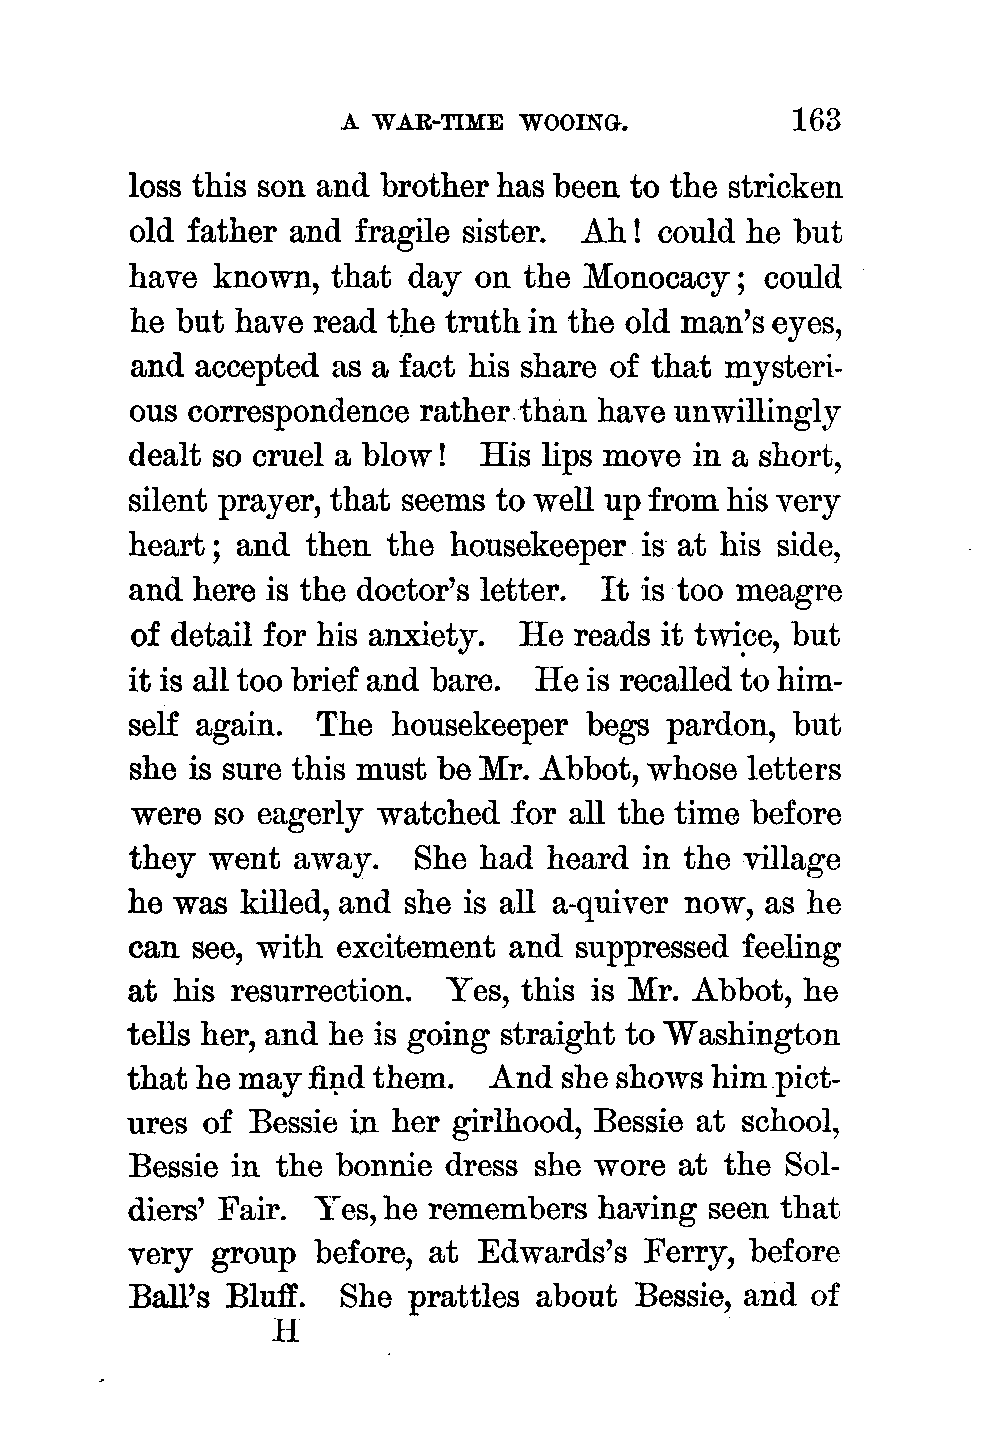 A WAR-TIME WOOING. 163
loss this son and brother has been to the stricken
old father and fragile sister. Ah! could he but
have known, that day on the Monocacy; could
he but have read the truth in the old man's eyes,
and accepted as a fact his share of that mysteri-
ous correspondence rather than have unwillingly
dealt so cruel a blow! His lips move in a short,
silent prayer, that seems to well up from his very
heart; and then the housekeeper is at his side,
and here is the doctor's letter. It is too meagre
of detail for his anxiety. He reads it twice, but
it is all too brief and bare. He is recalled to him-
self again. The housekeeper begs pardon, but
she is sure this must be Mr. Abbot, whose letters
were so eagerly watched for all the time before
they went away. She had heard in the village
he was killed, and she is all a-quiver now, as he
can see, with excitement and suppressed feeling
at his resurrection. Yes, this is Mr. Abbot, he
tells her, and he is going straight to Washington
that he may find them. And she shows him pict-
ures of Bessie in her girlhood, Bessie at school,
Bessie in the bonnie dress she wore at the Sol-
diers' Fair. Yes, he remembers having seen that
very group before, at Edwards's Ferry, before
Ball's Bluff. She prattles about Bessie, and of
H